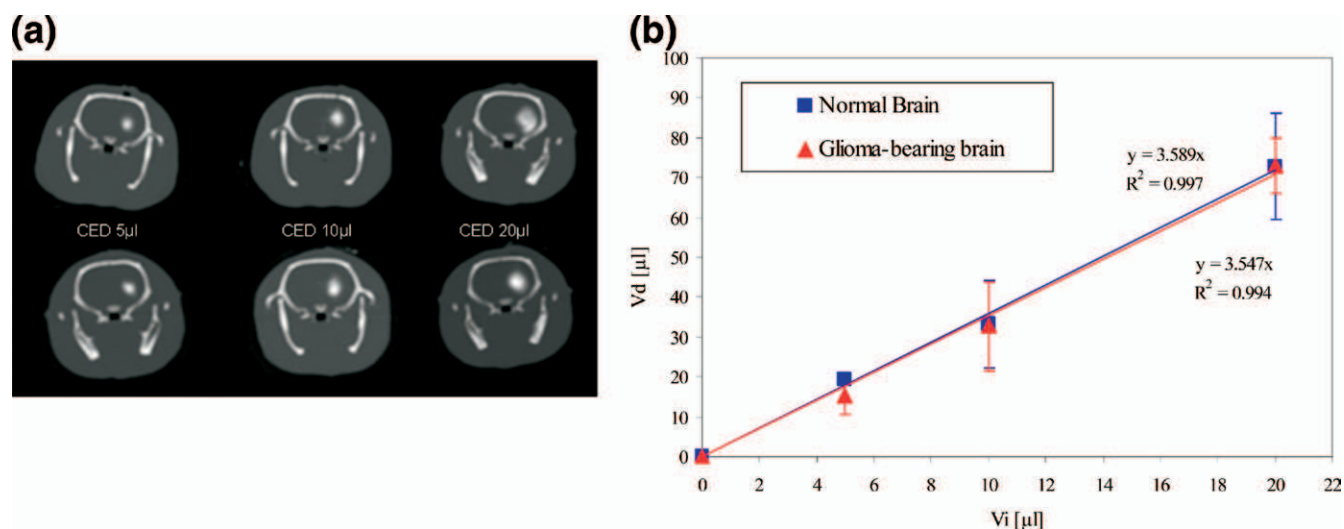 (a)
CED 5µl CED 10µl CED 20µl
(b)
100
90
80
70
60
50
40
30
20
10
0
Vd [µl]
Normal Brain
Glioma-bearing brain
y = 3.589x
R² = 0.997
y = 3.547x
R² = 0.994
0 2 4 6 8 10 12 14 16 18 20 22
Vi [µl]